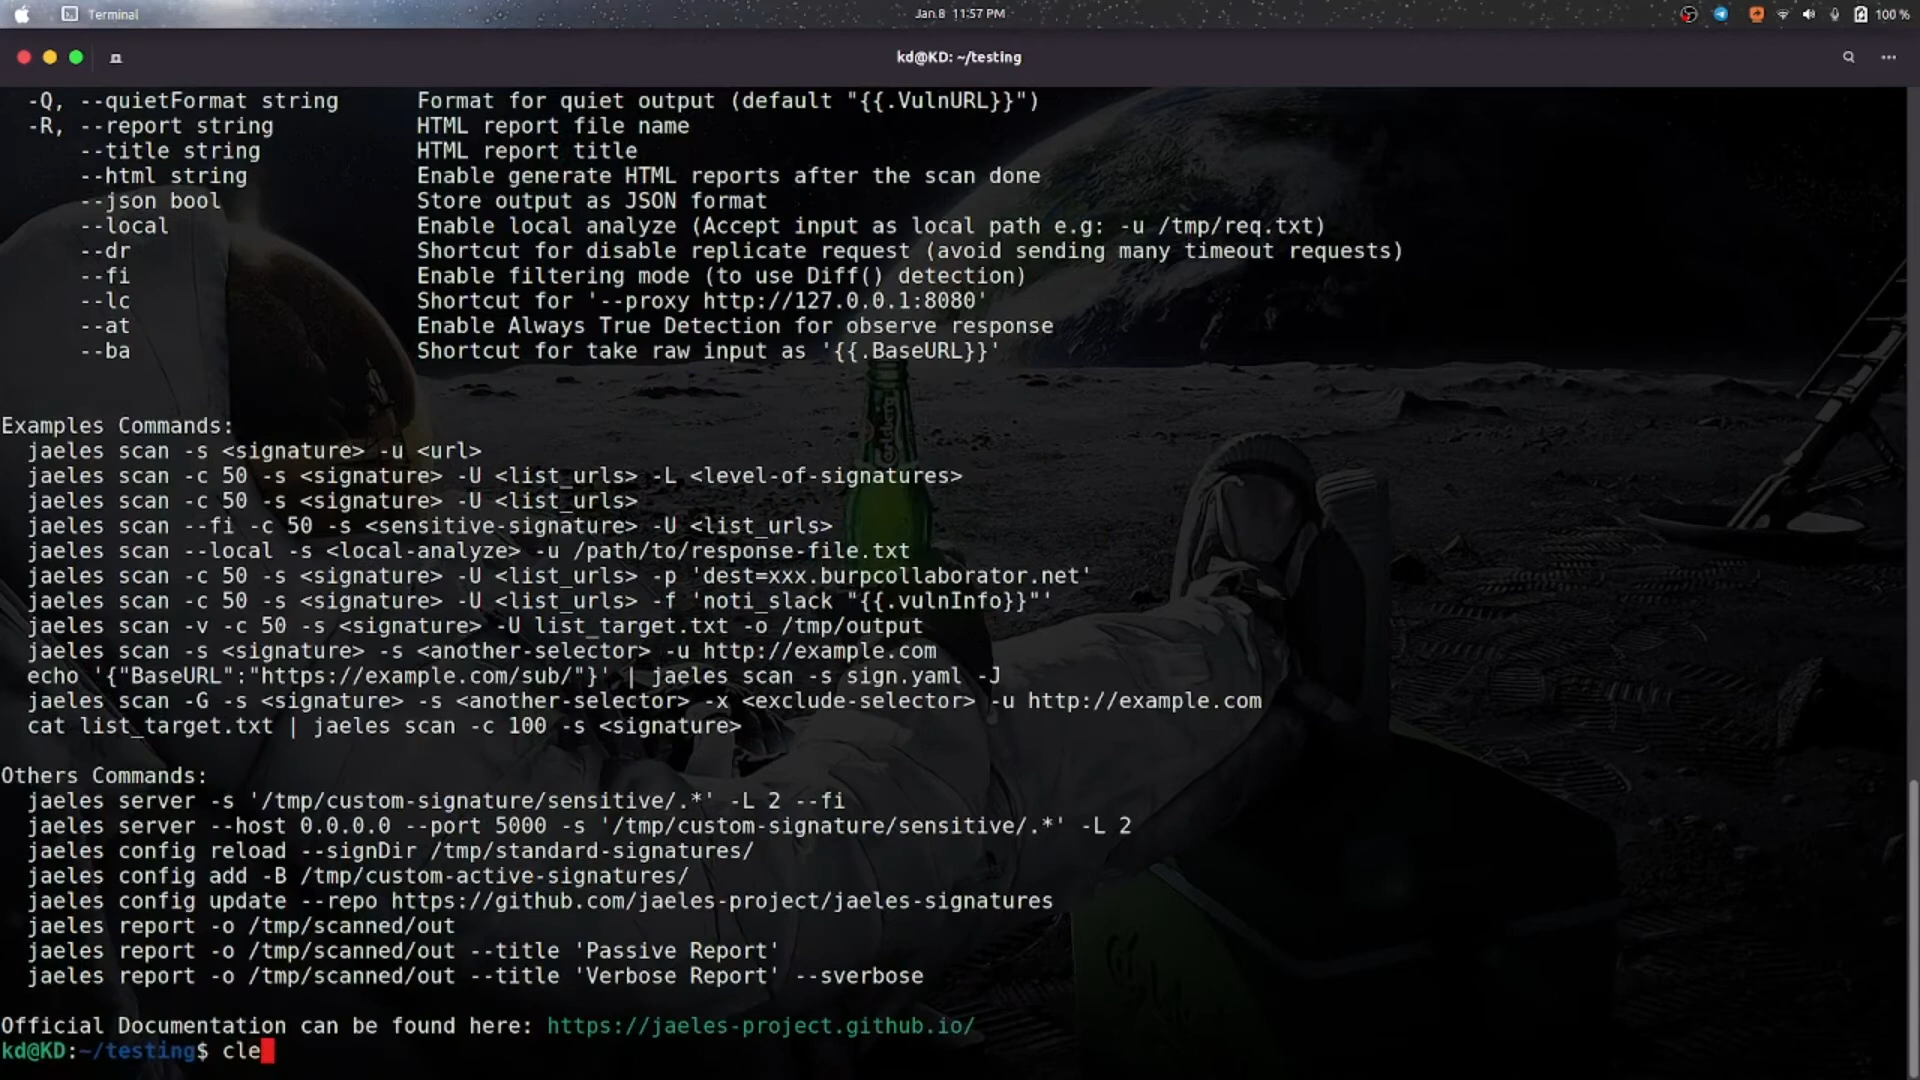 Terminal
Jan 8 11:57 PM
100 %
kd@KD: ~/testing
-Q, --quietFormat string Format for quiet output (default "{{.VulnURL}}")
-R, --report string HTML report file name
--title string HTML report title
--html string Enable generate HTML reports after the scan done
--json bool Store output as JSON format
--local Enable local analyze (Accept input as local path e.g: -u /tmp/req.txt)
--dr Shortcut for disable replicate request (avoid sending many timeout requests)
--fi Enable filtering mode (to use Diff() detection)
--lc Shortcut for '--proxy http://127.0.0.1:8080'
--at Enable Always True Detection for observe response
--ba Shortcut for take raw input as '{{.BaseURL}}'
Examples Commands:
jaeles scan -s <signature> -u <url>
jaeles scan -c 50 -s <signature> -U <list_urls> -L <level-of-signatures>
jaeles scan -c 50 -s <signature> -U <list_urls>
jaeles scan --fi -c 50 -s <sensitive-signature> -U <list_urls>
jaeles scan --local -s <local-analyze> -u /path/to/response-file.txt
jaeles scan -c 50 -s <signature> -U <list_urls> -p 'dest=xxx.burpcollaborator.net'
jaeles scan -c 50 -s <signature> -U <list_urls> -f 'noti_slack "{{.vulnInfo}}"'
jaeles scan -v -c 50 -s <signature> -U list_target.txt -o /tmp/output
jaeles scan -s <signature> -s <another-selector> -u http://example.com
echo '{"BaseURL":"https://example.com/sub/"}' | jaeles scan -s sign.yaml -J
jaeles scan -G -s <signature> -s <another-selector> -x <exclude-selector> -u http://example.com
cat list_target.txt | jaeles scan -c 100 -s <signature>
Others Commands:
jaeles server -s '/tmp/custom-signature/sensitive/.*' -L 2 --fi
jaeles server --host 0.0.0.0 --port 5000 -s '/tmp/custom-signature/sensitive/.*' -L 2
jaeles config reload --signDir /tmp/standard-signatures/
jaeles config add -B /tmp/custom-active-signatures/
jaeles config update --repo https://github.com/jaeles-project/jaeles-signatures
jaeles report -o /tmp/scanned/out
jaeles report -o /tmp/scanned/out --title 'Passive Report'
jaeles report -o /tmp/scanned/out --title 'Verbose Report' --sverbose
Official Documentation can be found here: https://jaeles-project.github.io/
kd@KD:~/testing$ cle